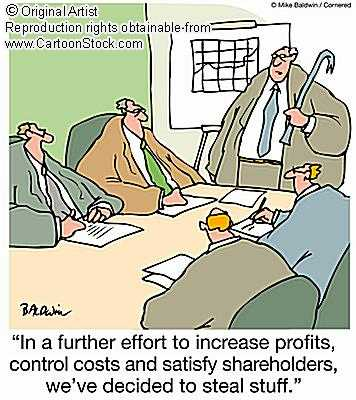 © Original Artist
Reproduction rights obtainable from
www.CartoonStock.com
© Mike Baldwin / Cornered
BALDWIN
"In a further effort to increase profits,
control costs and satisfy shareholders,
we've decided to steal stuff."